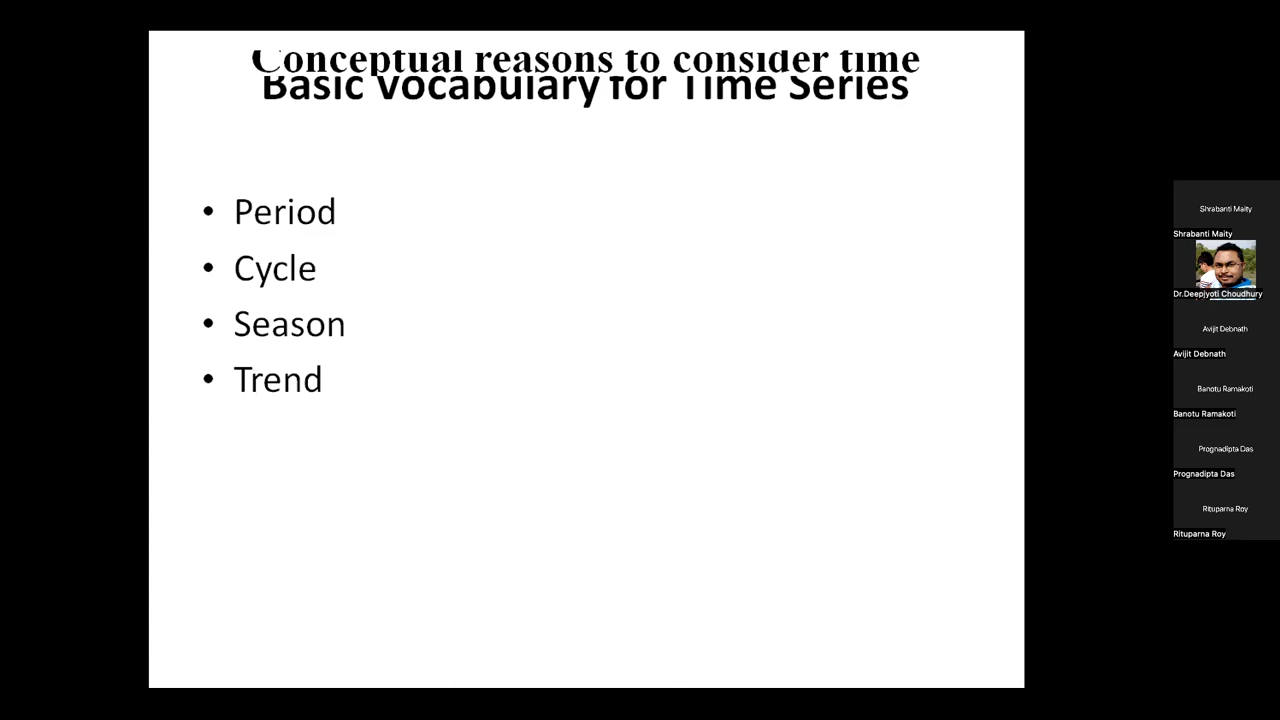 Conceptual reasons to consider time
Basic Vocabulary for Time Series
• Period
• Cycle
• Season
• Trend
Shrabanti Maity
Shrabanti Maity
Dr.Deepjyoti Choudhury
Avijit Debnath
Avijit Debnath
Banotu Ramakoti
Banotu Ramakoti
Prognadipta Das
Prognadipta Das
Rituparna Roy
Rituparna Roy